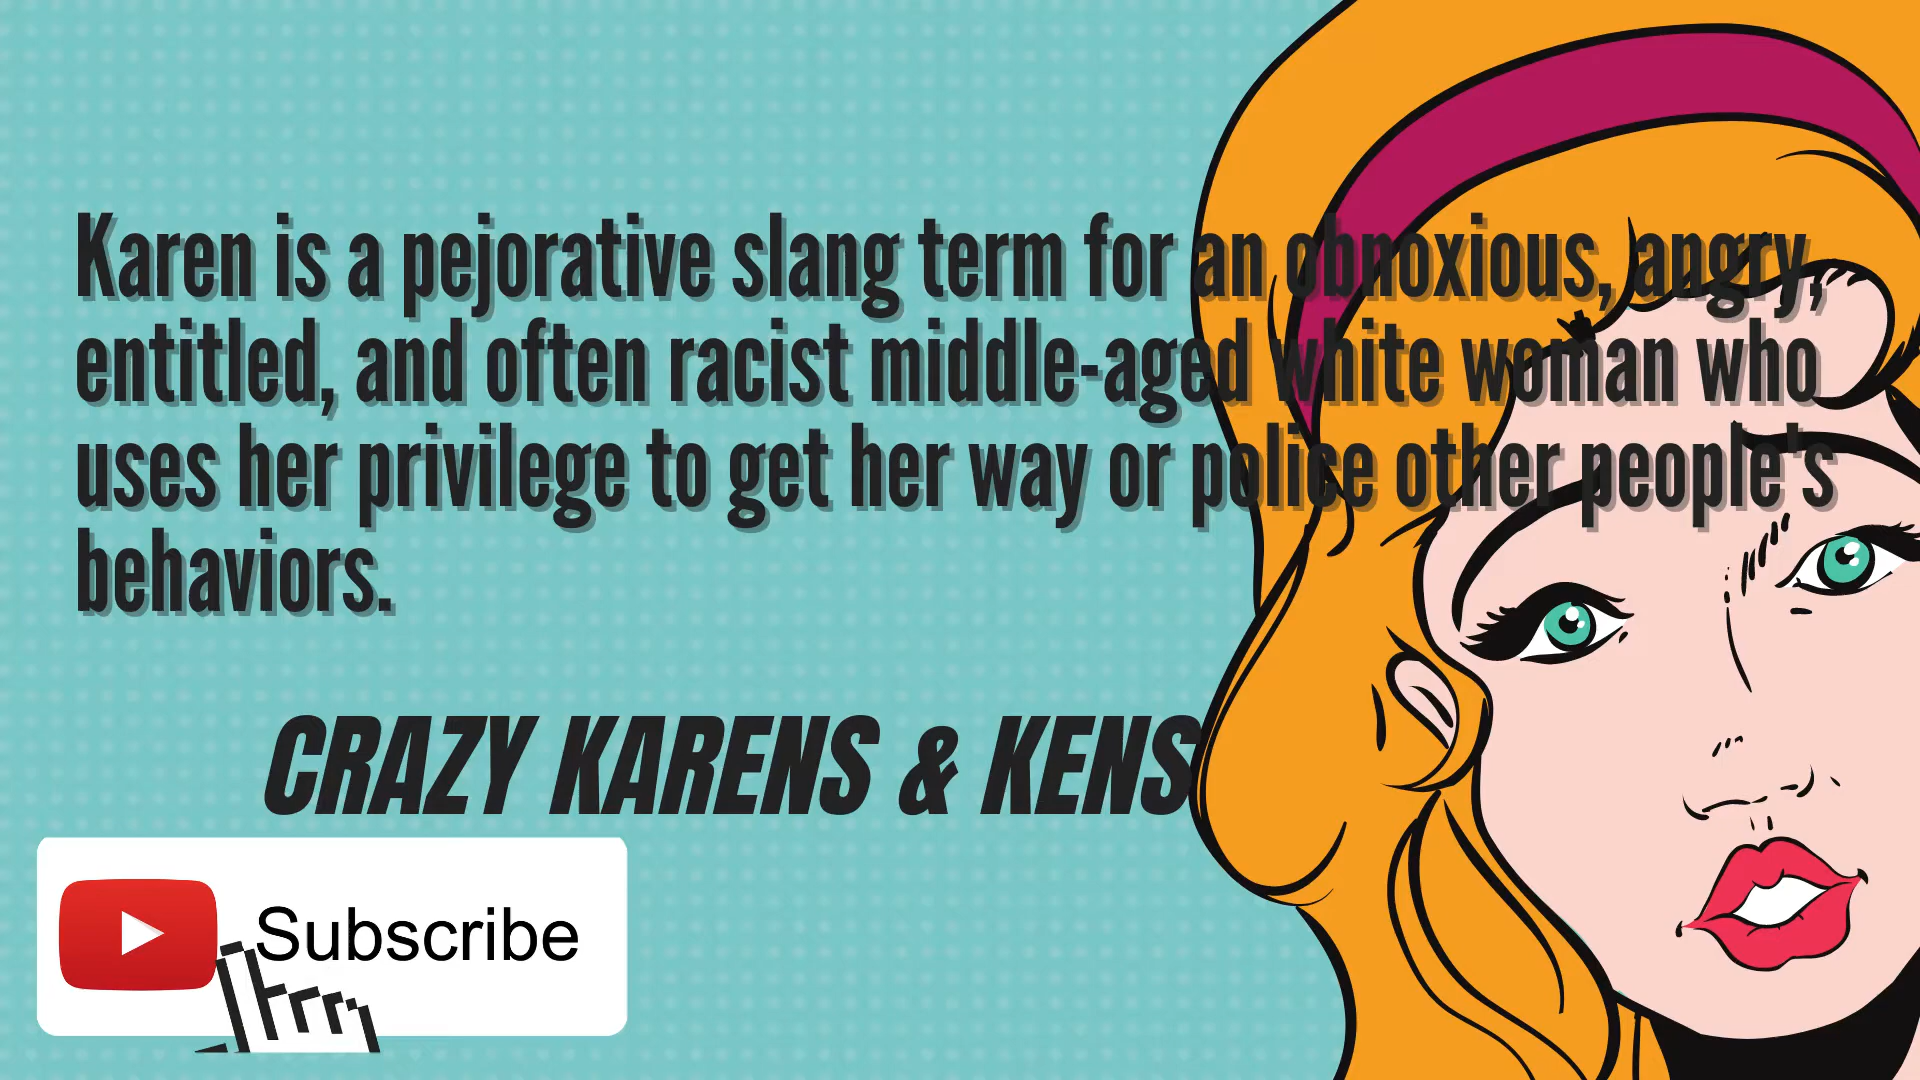 Karen is a pejorative slang term for an obnoxious, angry,
entitled, and often racist middle-aged white woman who
uses her privilege to get her way or police other people's
behaviors.
CRAZY KARENS & KENS
Subscribe